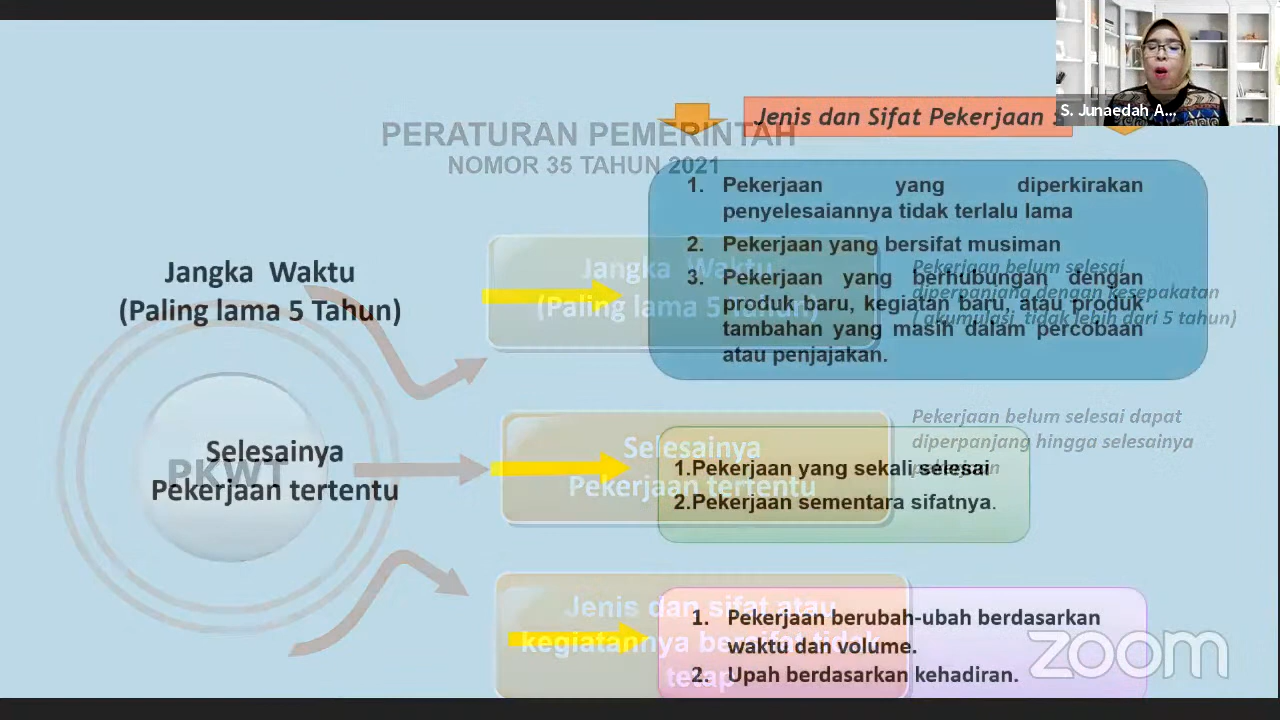 S. Junaedah A...
Jenis dan Sifat Pekerjaan :
PERATURAN PEMERINTAH
NOMOR 35 TAHUN 2021
1. Pekerjaan yang diperkirakan
penyelesaiannya tidak terlalu lama
2. Pekerjaan yang bersifat musiman
3. Pekerjaan yang berhubungan dengan
produk baru, kegiatan baru, atau produk
tambahan yang masih dalam percobaan
atau penjajakan.
Jangka Waktu
(Paling lama 5 Tahun)
Jangka Waktu
(Paling lama 5 Tahun)
Pekerjaan belum selesai
diperpanjang dengan kesepakatan
( akumulasi tidak lebih dari 5 tahun)
PKWT
Selesainya
Pekerjaan tertentu
Selesainya
Pekerjaan tertentu
Pekerjaan belum selesai dapat
diperpanjang hingga selesainya
1.Pekerjaan yang sekali selesai
2.Pekerjaan sementara sifatnya.
Jenis dan sifat atau
kegiatannya bersifat tidak
tetap
1. Pekerjaan berubah-ubah berdasarkan
waktu dan volume.
2. Upah berdasarkan kehadiran.
zoom